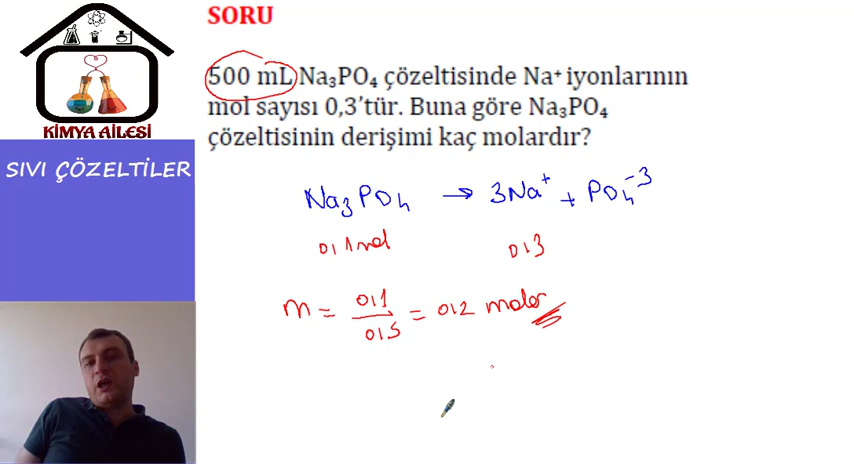 SORU
500 mL Na₃PO₄ çözeltisinde Na⁺ iyonlarının
mol sayısı 0,3'tür. Buna göre Na₃PO₄
çözeltisinin derişimi kaç molardır?
KİMYA AİLESİ
SIVI ÇÖZELTİLER
Na₃PO₄ → 3Na⁺ + PO₄⁻³
0,1 mol 0,3
M = 0,1 / 0,5 = 0,2 molar